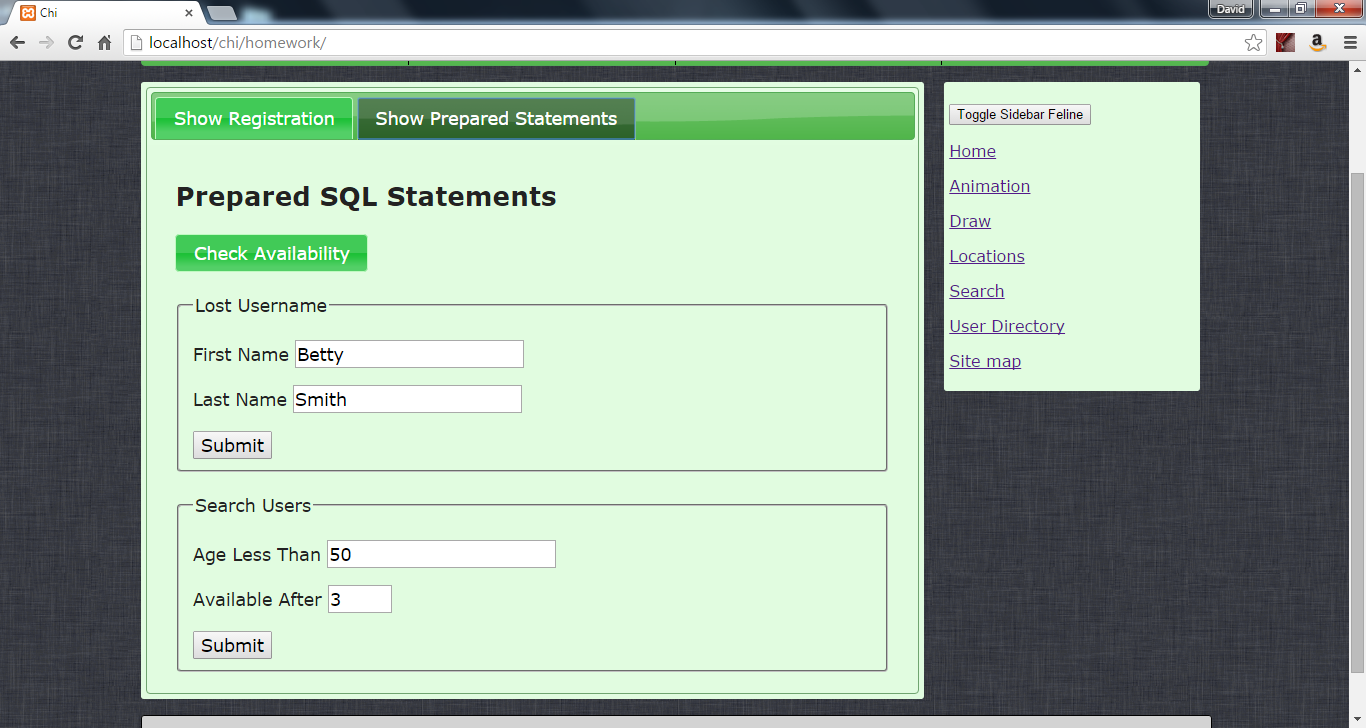 Chi
David
localhost/chi/homework/
Show Registration
Show Prepared Statements
Prepared SQL Statements
Check Availability
Lost Username
First Name Betty
Last Name Smith
Submit
Search Users
Age Less Than 50
Available After 3
Submit
Toggle Sidebar Feline
Home
Animation
Draw
Locations
Search
User Directory
Site map